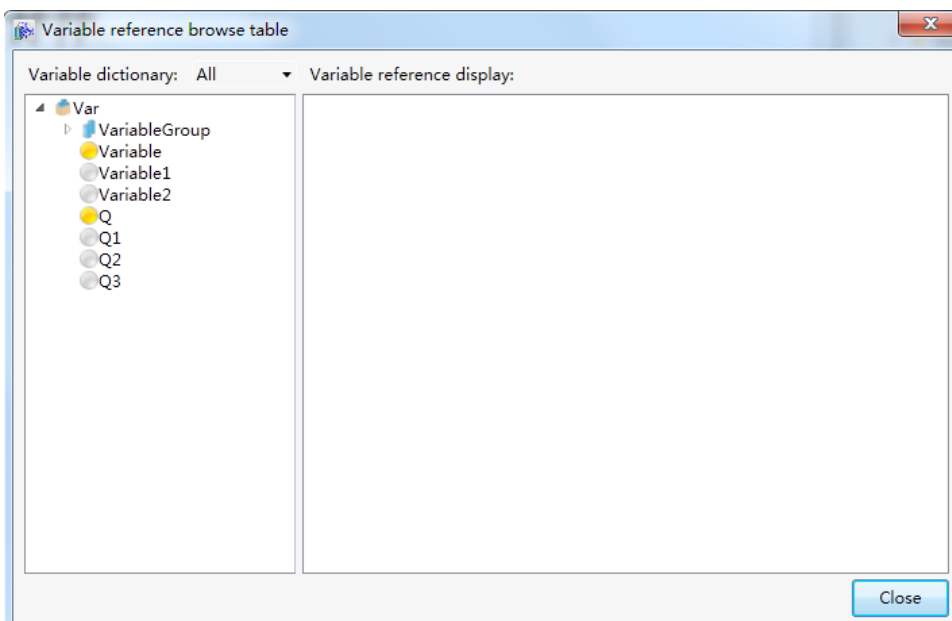 Variable reference browse table
Variable dictionary: All
Variable reference display:
Var
VariableGroup
Variable
Variable1
Variable2
Q
Q1
Q2
Q3
Close